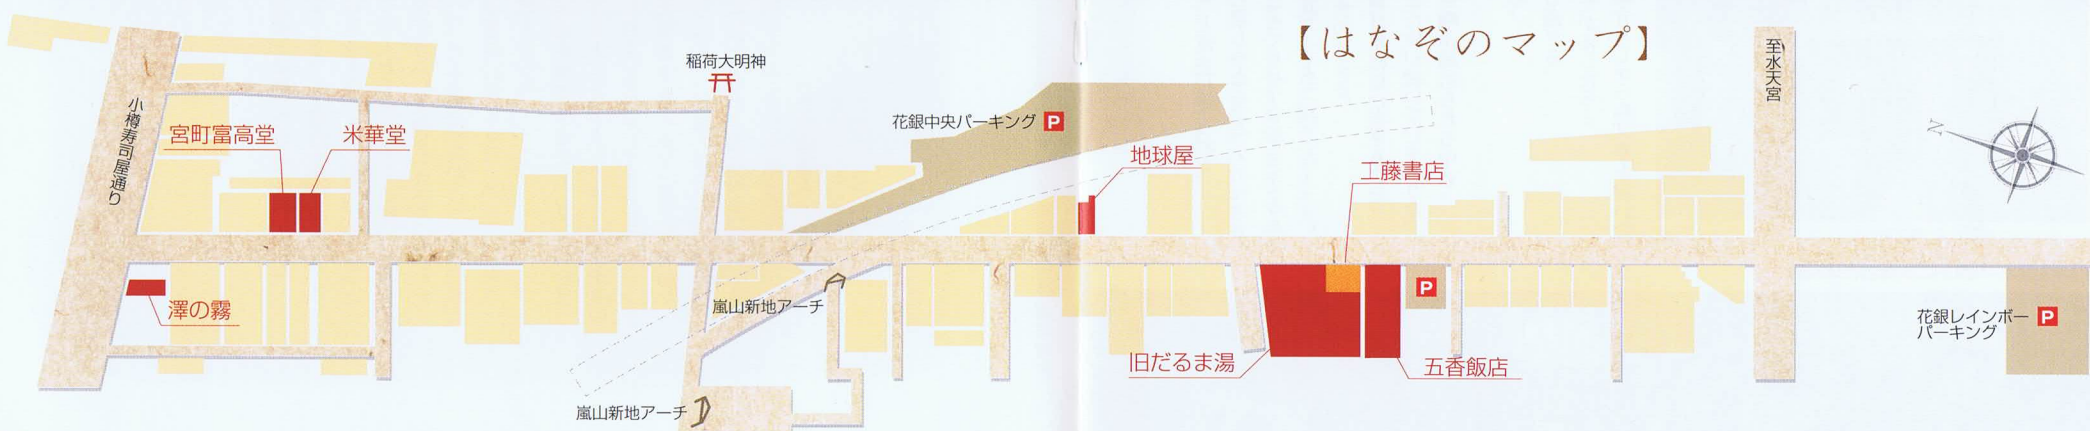 【はなぞのマップ】
稲荷大明神
至水天宮
小樽寿司屋通り
宮町富高堂
米華堂
花銀中央パーキング
P
地球屋
工藤書店
N
澤の霧
嵐山新地アーチ
P
花銀レインボー
パーキング
P
旧だるま湯
五香飯店
嵐山新地アーチ